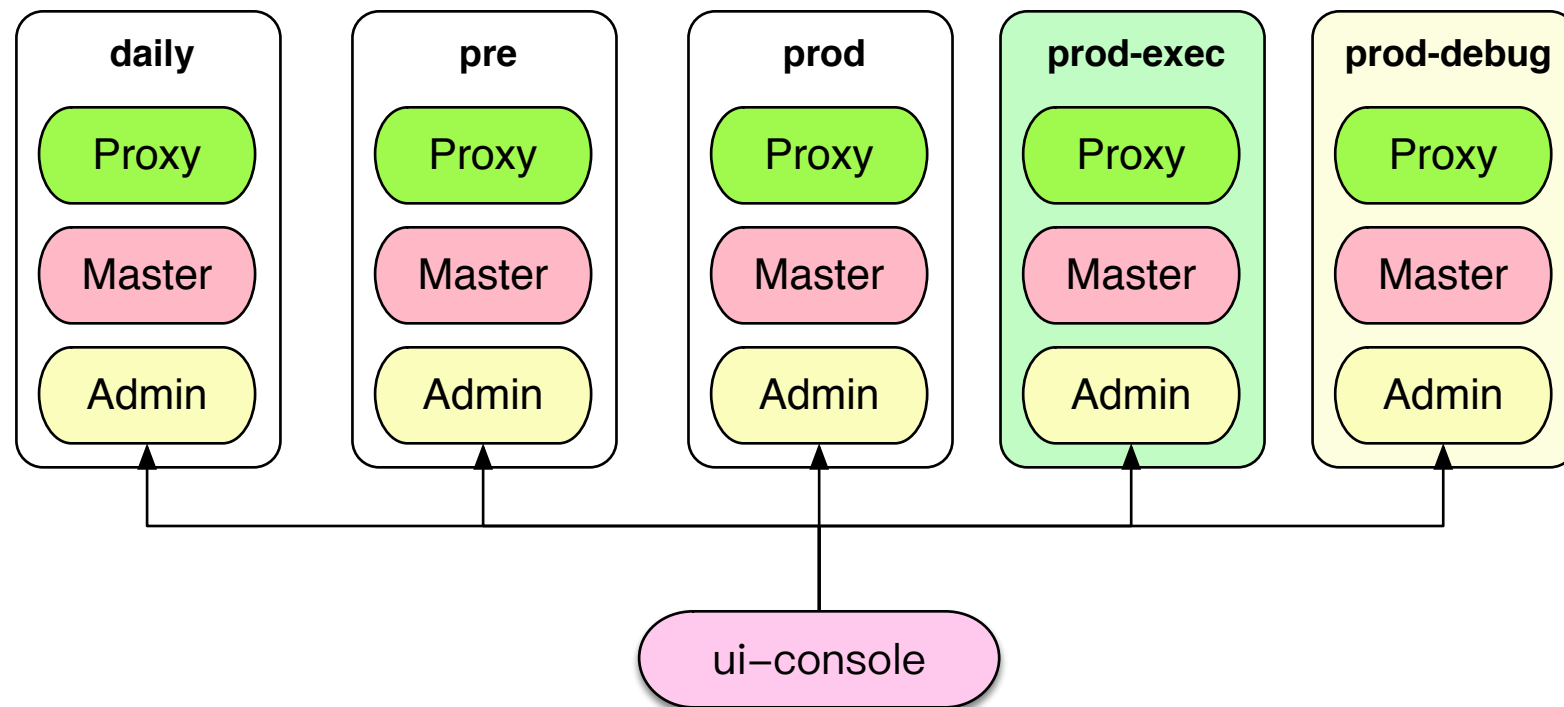 daily
Proxy
Master
Admin
pre
Proxy
Master
Admin
prod
Proxy
Master
Admin
prod-exec
Proxy
Master
Admin
prod-debug
Proxy
Master
Admin
ui–console